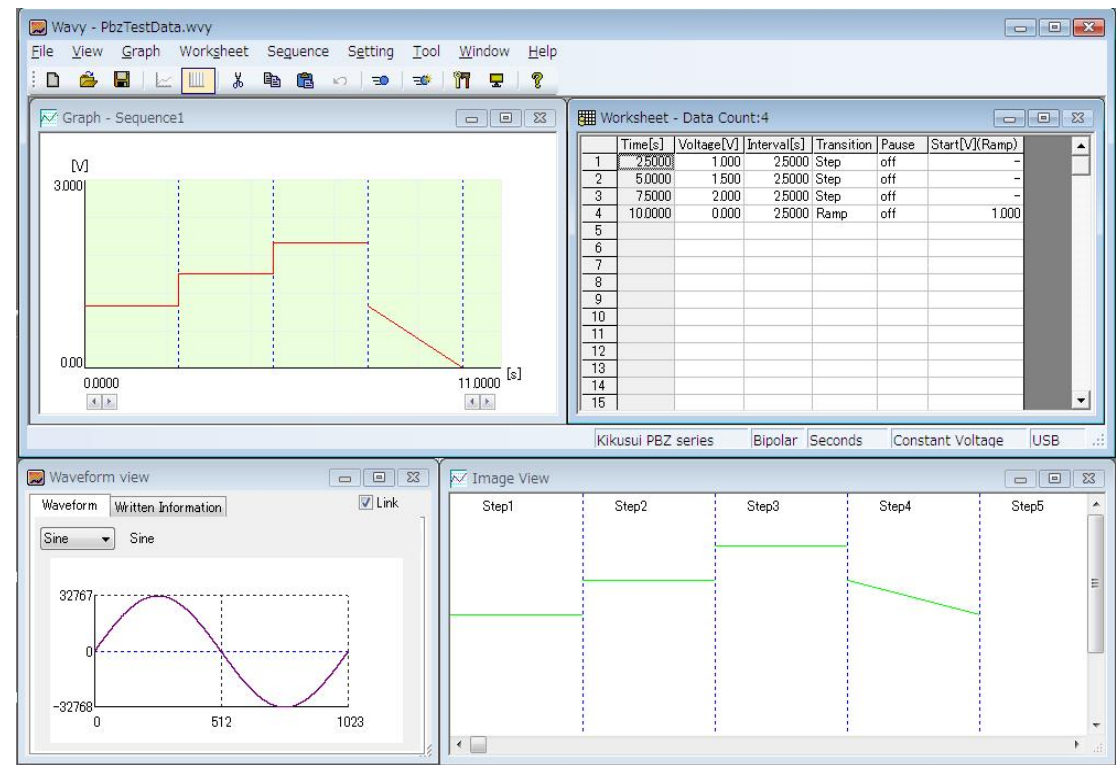 Wavy - PbzTestData.wvy
File View Graph Worksheet Sequence Setting Tool Window Help
Graph - Sequence1
[V]
3.000
0.00
0.0000
11.0000 [s]
Worksheet - Data Count:4
Time[s] Voltage[V] Interval[s] Transition Pause Start[V](Ramp)
1 2.5000 1.000 2.5000 Step off -
2 5.0000 1.500 2.5000 Step off -
3 7.5000 2.000 2.5000 Step off -
4 10.0000 0.000 2.5000 Ramp off 1.000
5
6
7
8
9
10
11
12
13
14
15
Kikusui PBZ series Bipolar Seconds Constant Voltage USB
Waveform view
Waveform Written Information Link
Sine Sine
32767
0
-32768
0 512 1023
Image View
Step1 Step2 Step3 Step4 Step5